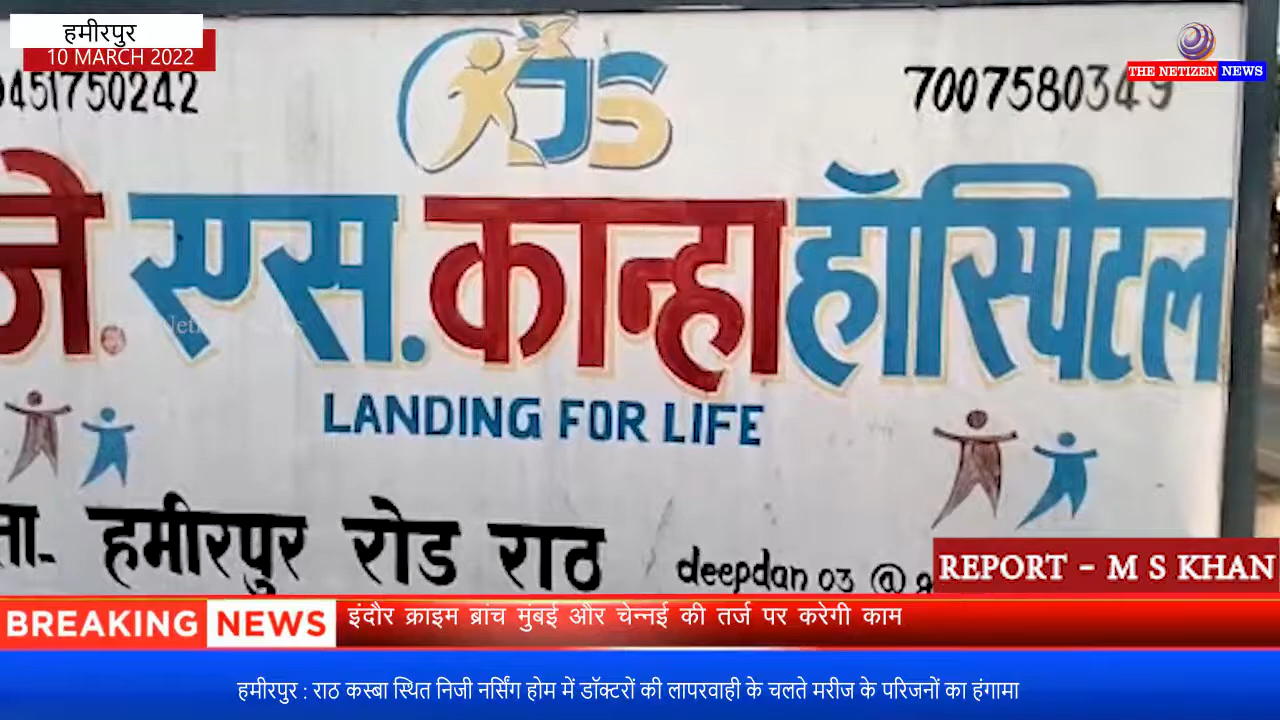 हमीरपुर
10 MARCH 2022
9451750242
7007580349
THE NETIZEN NEWS
JS
जे. एस. कान्हा हॉस्पिटल
LANDING FOR LIFE
हमीरपुर रोड राठ
deepdan 03 @
REPORT - M S KHAN
BREAKING NEWS
इंदौर क्राइम ब्रांच मुंबई और चेन्नई की तर्ज पर करेगी काम
हमीरपुर : राठ कस्बा स्थित निजी नर्सिंग होम में डॉक्टरों की लापरवाही के चलते मरीज के परिजनों का हंगामा